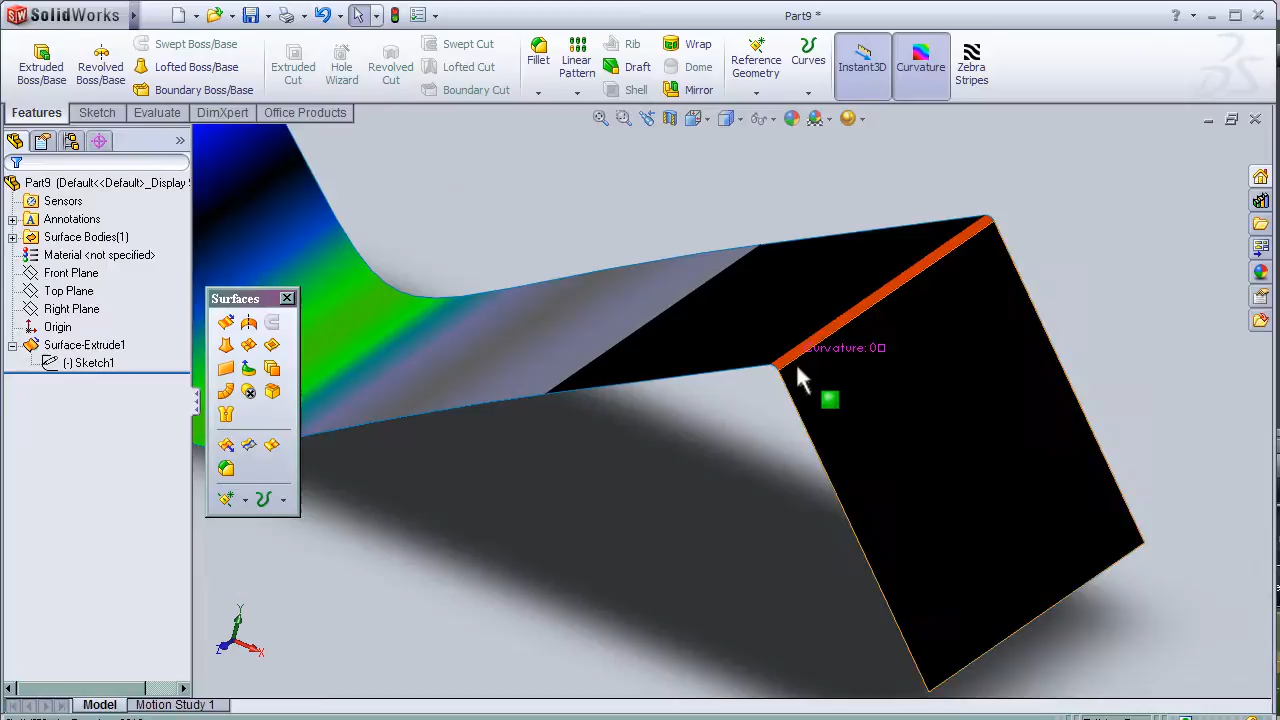 SolidWorks
Part9 *
Extruded Boss/Base
Revolved Boss/Base
Swept Boss/Base
Lofted Boss/Base
Boundary Boss/Base
Extruded Cut
Hole Wizard
Revolved Cut
Swept Cut
Lofted Cut
Boundary Cut
Fillet
Linear Pattern
Rib
Draft
Shell
Wrap
Dome
Mirror
Reference Geometry
Curves
Instant3D
Curvature
Zebra Stripes
Features
Sketch
Evaluate
DimXpert
Office Products
Part9 (Default<<Default>_Display
Sensors
Annotations
Surface Bodies(1)
Material <not specified>
Front Plane
Top Plane
Right Plane
Origin
Surface-Extrude1
(-) Sketch1
Surfaces
Curvature: 0
Y
Z
X
Model
Motion Study 1